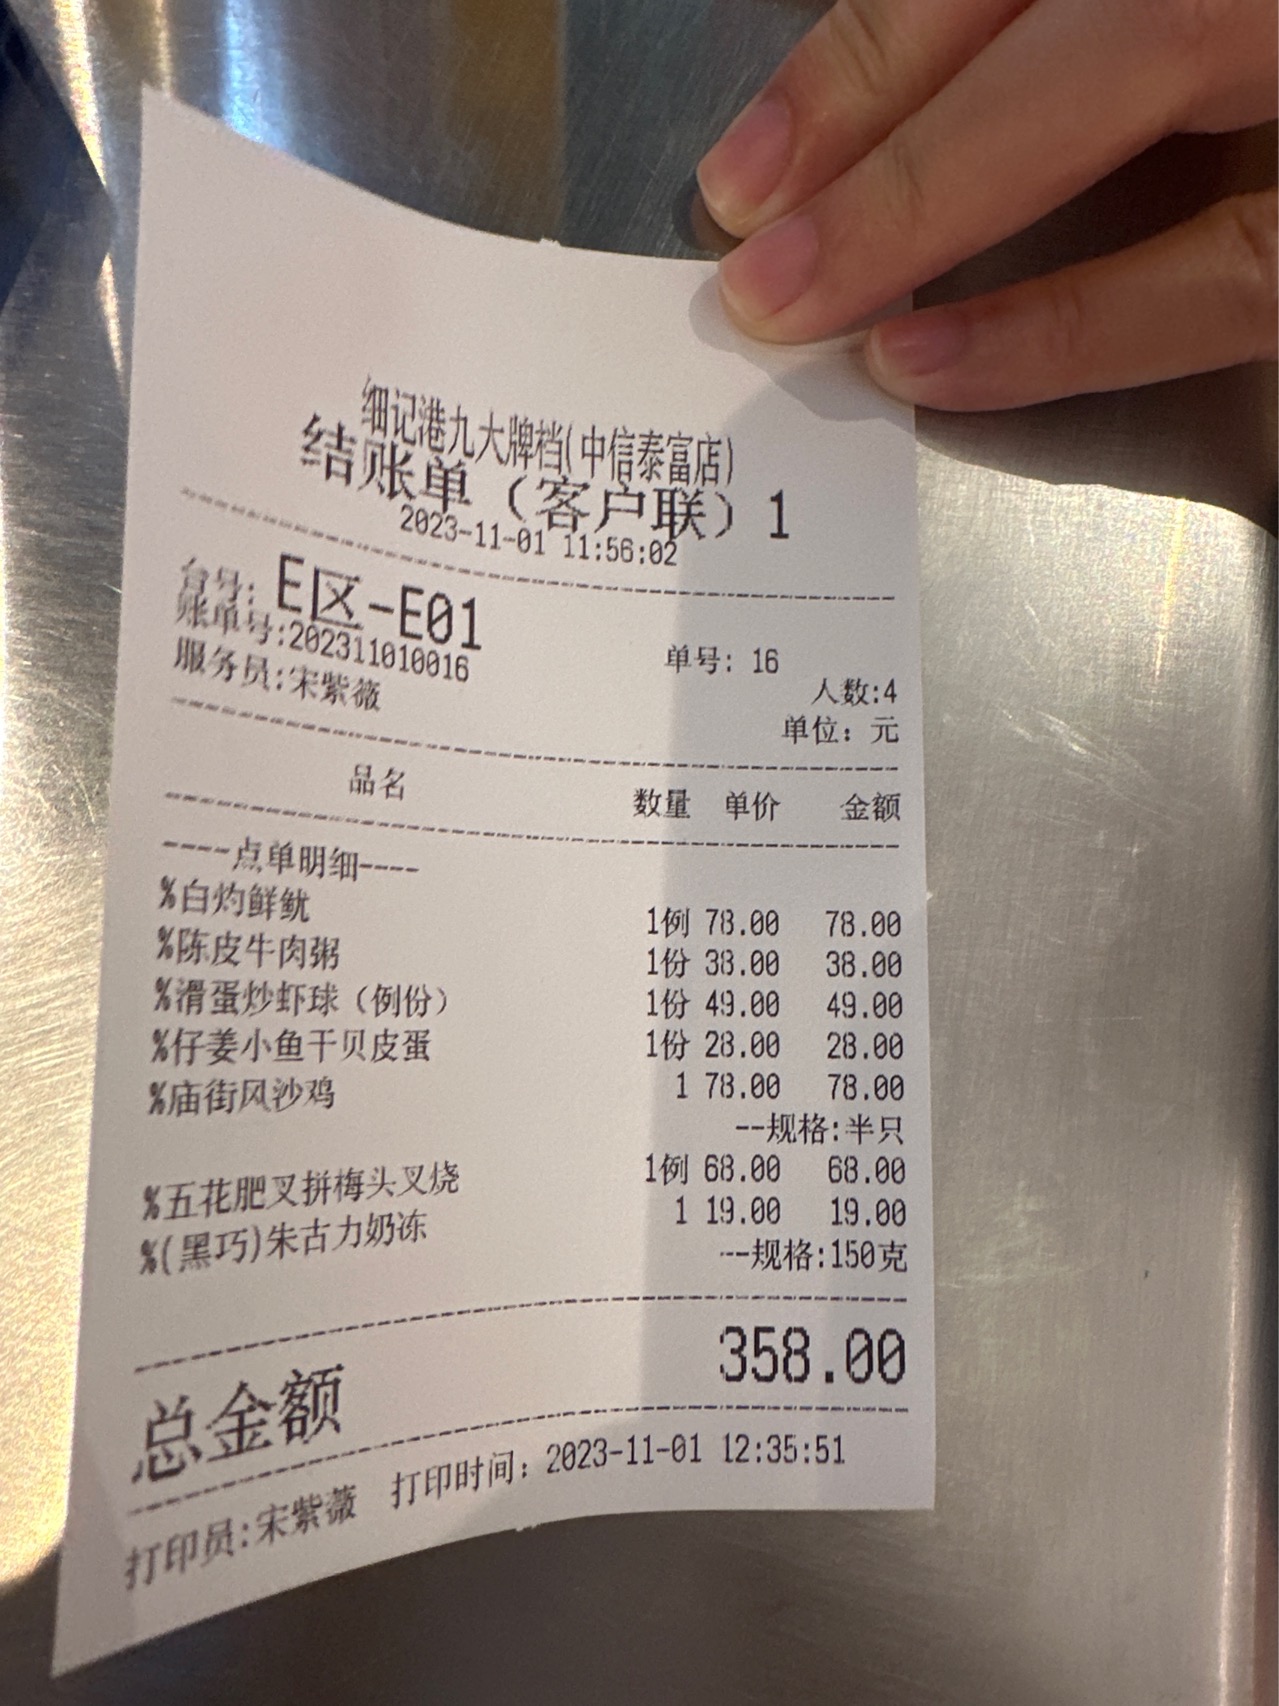 细记港九大牌档(中信泰富店)
结账单（客户联）1
2023-11-01 11:56:02
台号: E区-E01
账单号:202311010016 单号: 16
服务员:宋紫薇 人数:4
单位: 元
品名 数量 单价 金额
----点单明细----
%白灼鲜鱿 1例 78.00 78.00
%陈皮牛肉粥 1份 38.00 38.00
%滑蛋炒虾球（例份） 1份 49.00 49.00
%仔姜小鱼干贝皮蛋 1份 28.00 28.00
%庙街风沙鸡 1 78.00 78.00
--规格:半只
%五花肥叉拼梅头叉烧 1例 68.00 68.00
%(黑巧)朱古力奶冻 1 19.00 19.00
--规格:150克
总金额 358.00
打印员:宋紫薇 打印时间: 2023-11-01 12:35:51